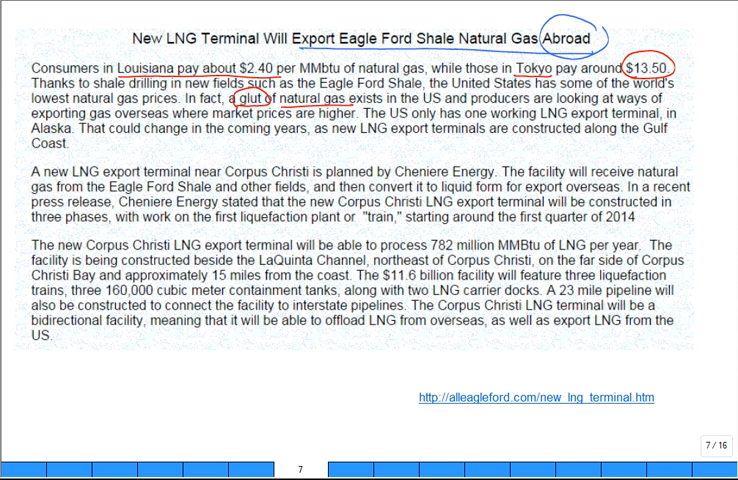 New LNG Terminal Will Export Eagle Ford Shale Natural Gas Abroad
Consumers in Louisiana pay about $2.40 per MMbtu of natural gas, while those in Tokyo pay around $13.50.
Thanks to shale drilling in new fields such as the Eagle Ford Shale, the United States has some of the world's
lowest natural gas prices. In fact, a glut of natural gas exists in the US and producers are looking at ways of
exporting gas overseas where market prices are higher. The US only has one working LNG export terminal, in
Alaska. That could change in the coming years, as new LNG export terminals are constructed along the Gulf
Coast.
A new LNG export terminal near Corpus Christi is planned by Cheniere Energy. The facility will receive natural
gas from the Eagle Ford Shale and other fields, and then convert it to liquid form for export overseas. In a recent
press release, Cheniere Energy stated that the new Corpus Christi LNG export terminal will be constructed in
three phases, with work on the first liquefaction plant or "train," starting around the first quarter of 2014
The new Corpus Christi LNG export terminal will be able to process 782 million MMBtu of LNG per year. The
facility is being constructed beside the LaQuinta Channel, northeast of Corpus Christi, on the far side of Corpus
Christi Bay and approximately 15 miles from the coast. The $11.6 billion facility will feature three liquefaction
trains, three 160,000 cubic meter containment tanks, along with two LNG carrier docks. A 23 mile pipeline will
also be constructed to connect the facility to interstate pipelines. The Corpus Christi LNG terminal will be a
bidirectional facility, meaning that it will be able to offload LNG from overseas, as well as export LNG from the
US.
http://alleagleford.com/new_lng_terminal.htm
7 / 16
7